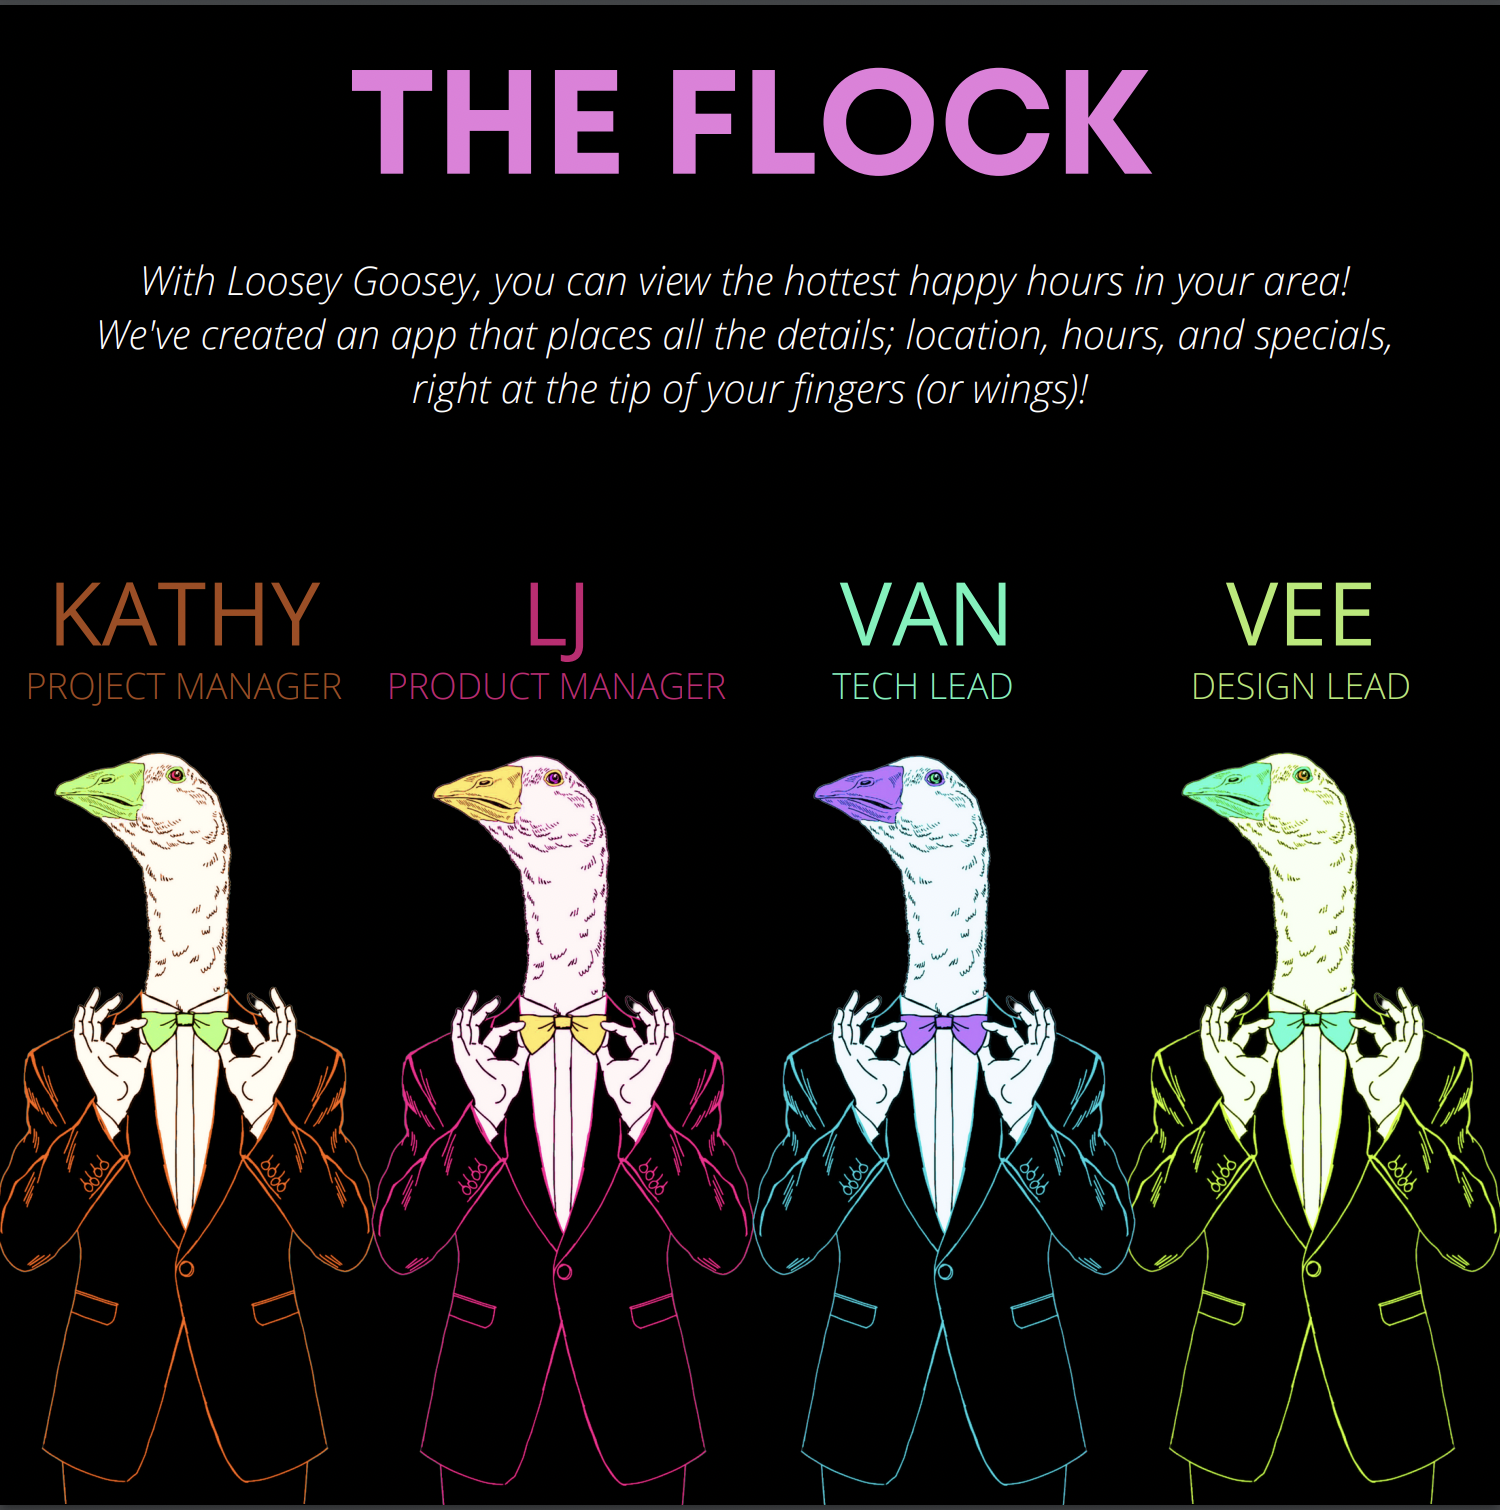 THE FLOCK
With Loosey Goosey, you can view the hottest happy hours in your area!
We've created an app that places all the details; location, hours, and specials,
right at the tip of your fingers (or wings)!
KATHY
PROJECT MANAGER
LJ
PRODUCT MANAGER
VAN
TECH LEAD
VEE
DESIGN LEAD